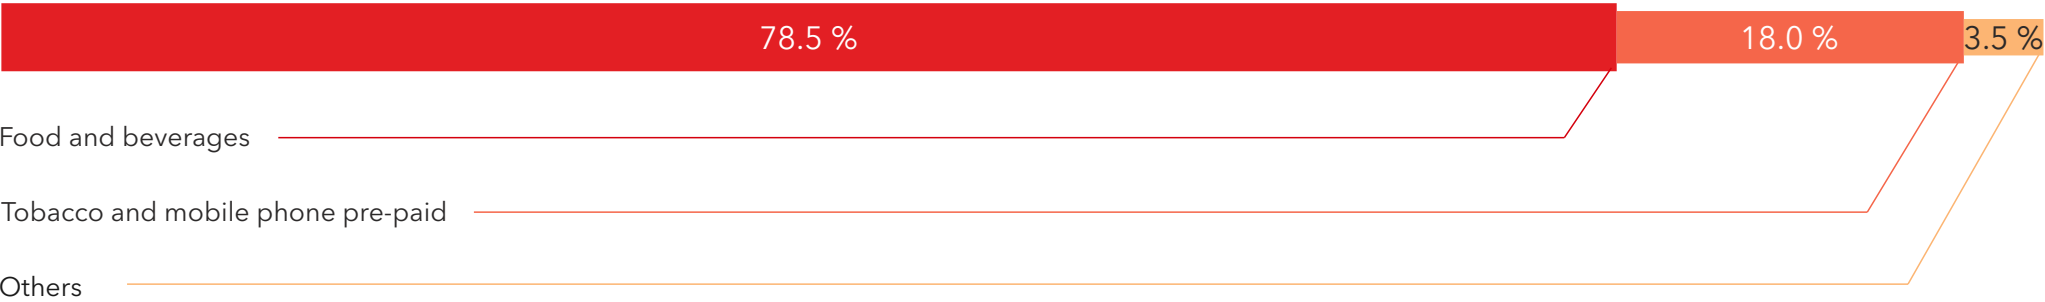 78.5 % 18.0 % 3.5 %
Food and beverages
Tobacco and mobile phone pre-paid
Others